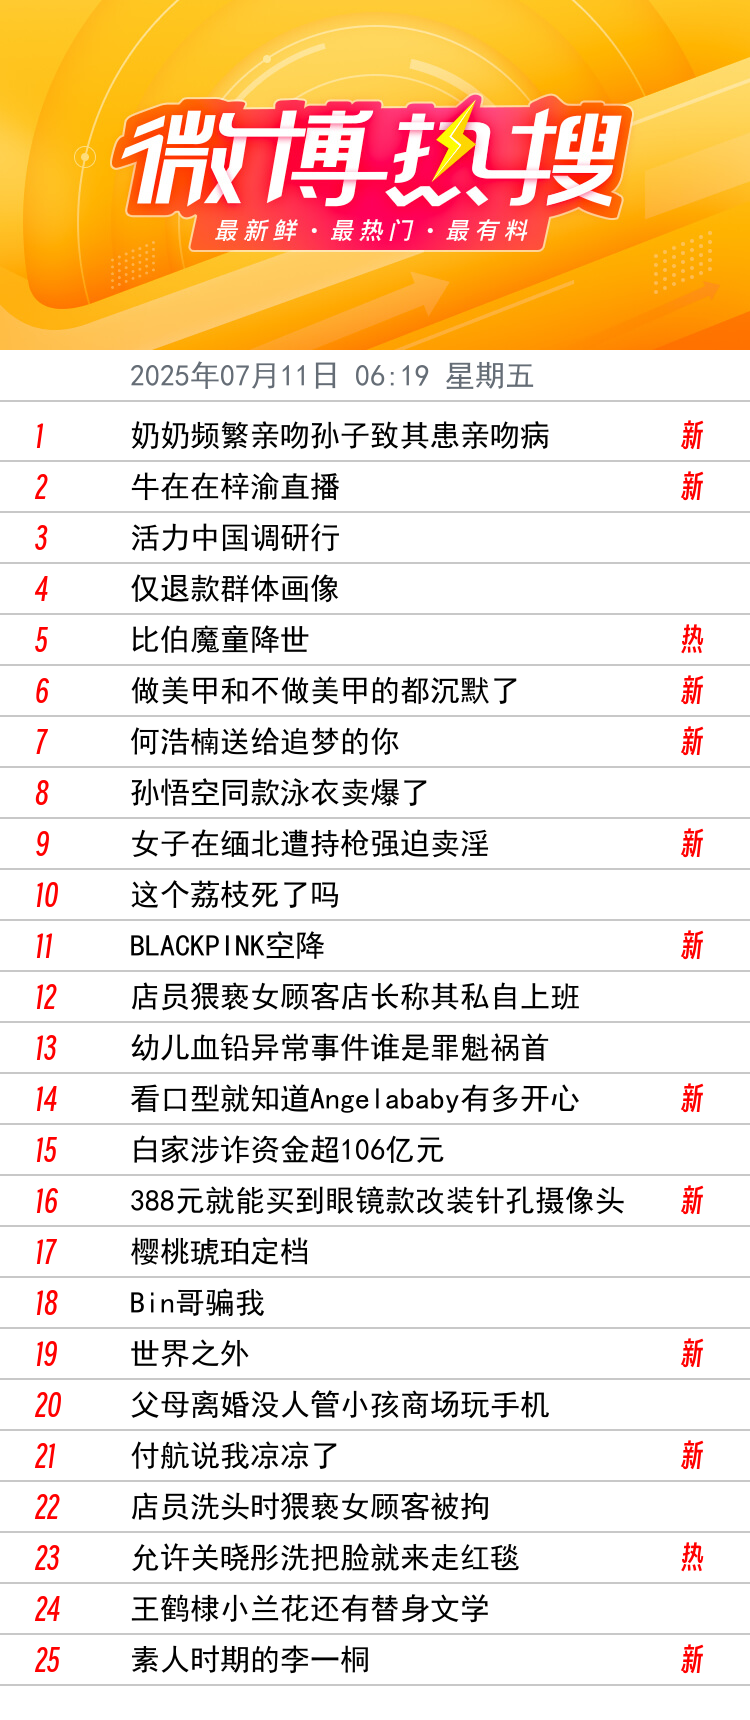 微博热搜
最新鲜·最热门·最有料
2025年07月11日 06:19 星期五
1 奶奶频繁亲吻孙子致其患亲吻病 新
2 牛在在梓渝直播 新
3 活力中国调研行
4 仅退款群体画像
5 比伯魔童降世 热
6 做美甲和不做美甲的都沉默了 新
7 何浩楠送给追梦的你 新
8 孙悟空同款泳衣卖爆了
9 女子在缅北遭持枪强迫卖淫 新
10 这个荔枝死了吗
11 BLACKPINK空降 新
12 店员猥亵女顾客店长称其私自上班
13 幼儿血铅异常事件谁是罪魁祸首
14 看口型就知道Angelababy有多开心 新
15 白家涉诈资金超106亿元
16 388元就能买到眼镜款改装针孔摄像头 新
17 樱桃琥珀定档
18 Bin哥骗我
19 世界之外 新
20 父母离婚没人管小孩商场玩手机
21 付航说我凉凉了 新
22 店员洗头时猥亵女顾客被拘
23 允许关晓彤洗把脸就来走红毯 热
24 王鹤棣小兰花还有替身文学
25 素人时期的李一桐 新